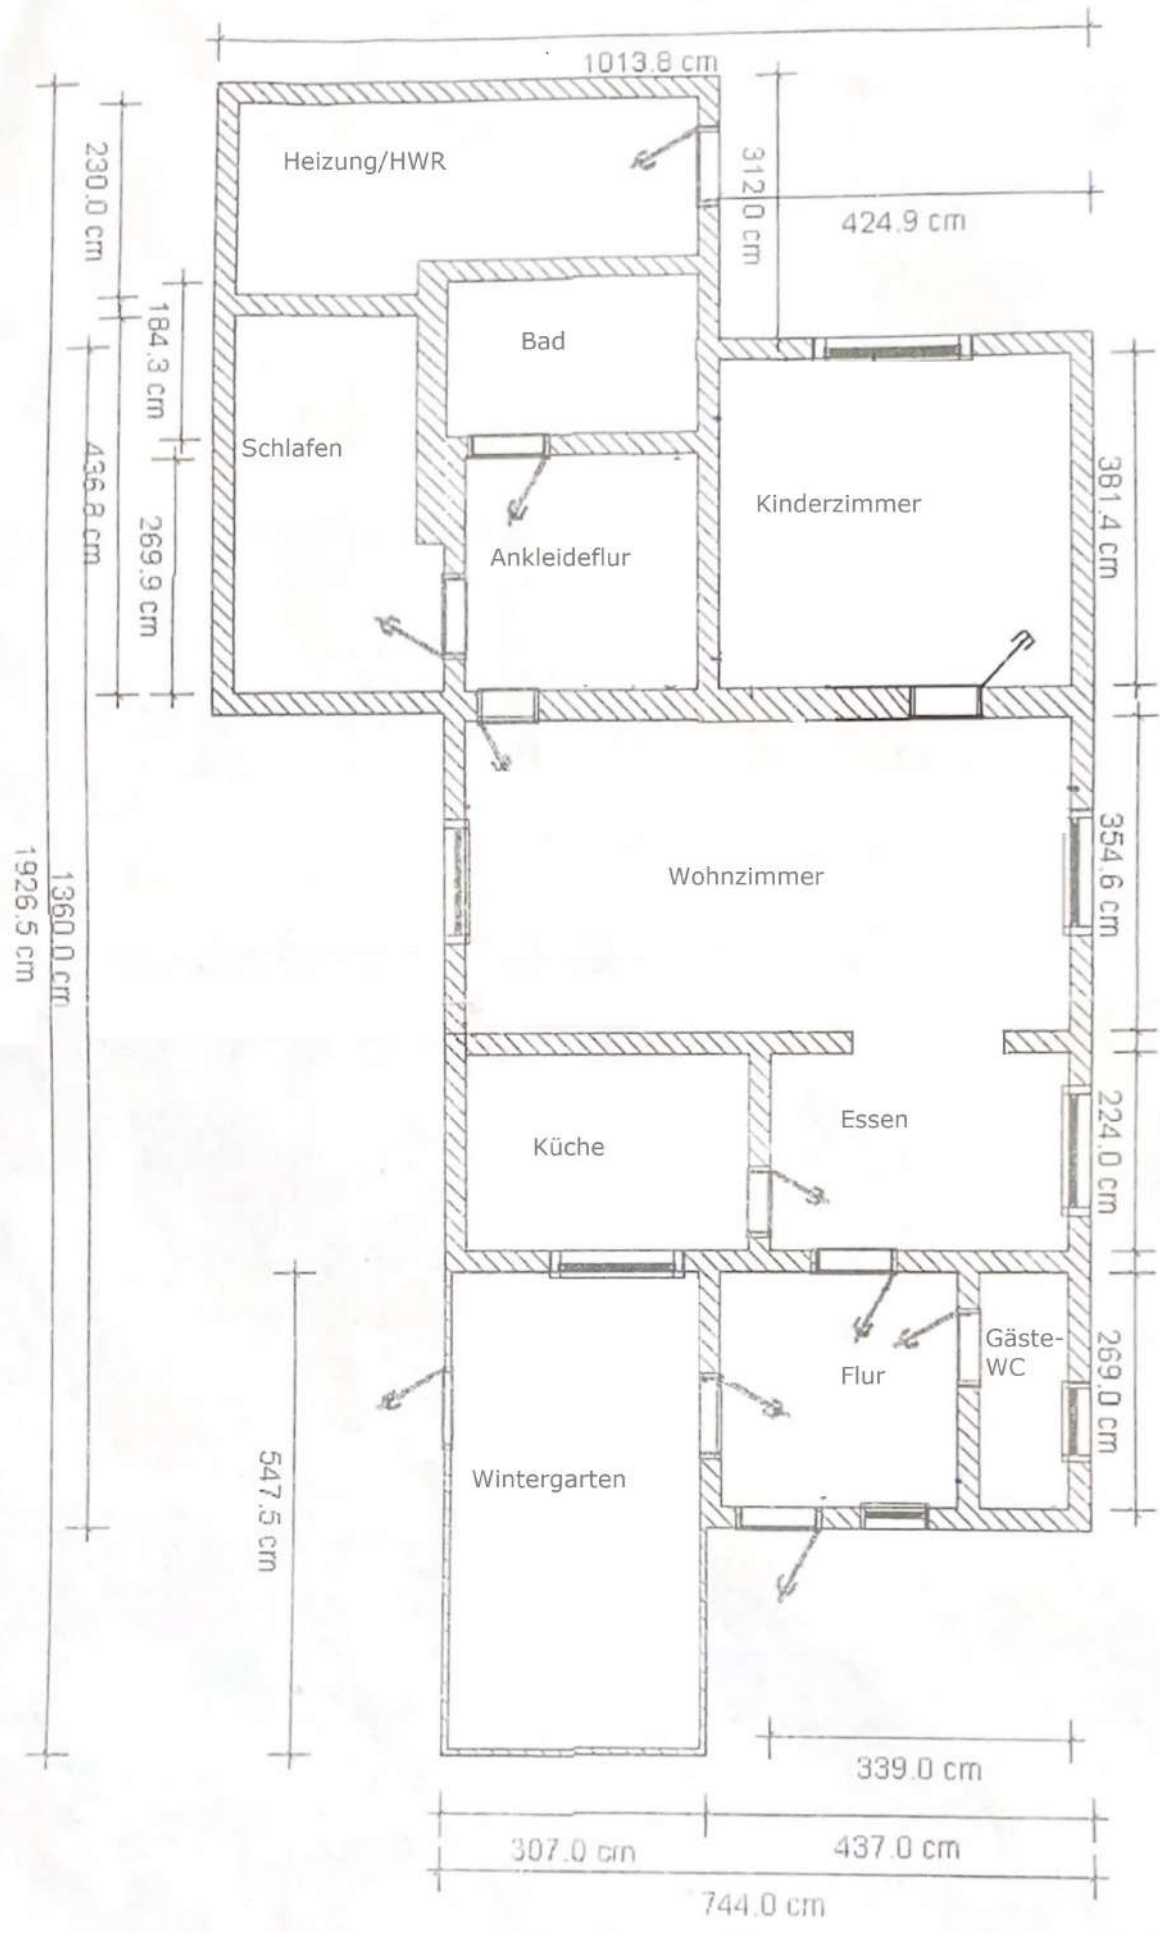 1013.8 cm
Heizung/HWR
230.0 cm
312.0 cm
424.9 cm
184.3 cm
Bad
Schlafen
436.8 cm
Kinderzimmer
381.4 cm
269.9 cm
Ankleideflur
Wohnzimmer
354.6 cm
1360.0 cm
1926.5 cm
Essen
Küche
224.0 cm
Gäste-
WC
Flur
269.0 cm
Wintergarten
547.5 cm
339.0 cm
307.0 cm
437.0 cm
744.0 cm